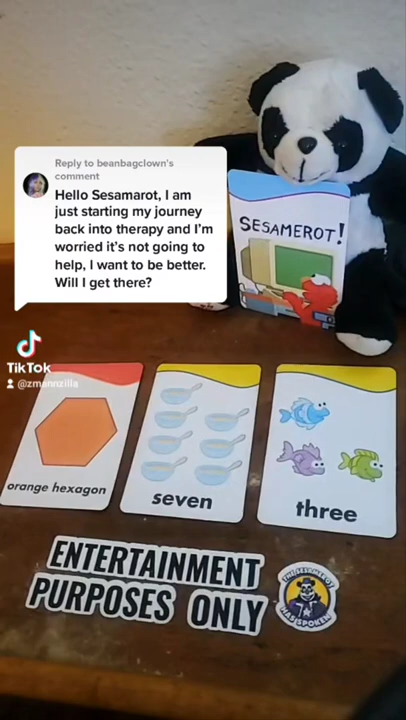 Reply to beanbagclown's
comment
Hello Sesamarot, I am
just starting my journey
back into therapy and I'm
worried it's not going to
help, I want to be better.
Will I get there?
SESAMEROT!
TikTok
@zmannzilla
orange hexagon
seven
three
ENTERTAINMENT
PURPOSES ONLY
THE SESAMEROT
HAS SPOKEN